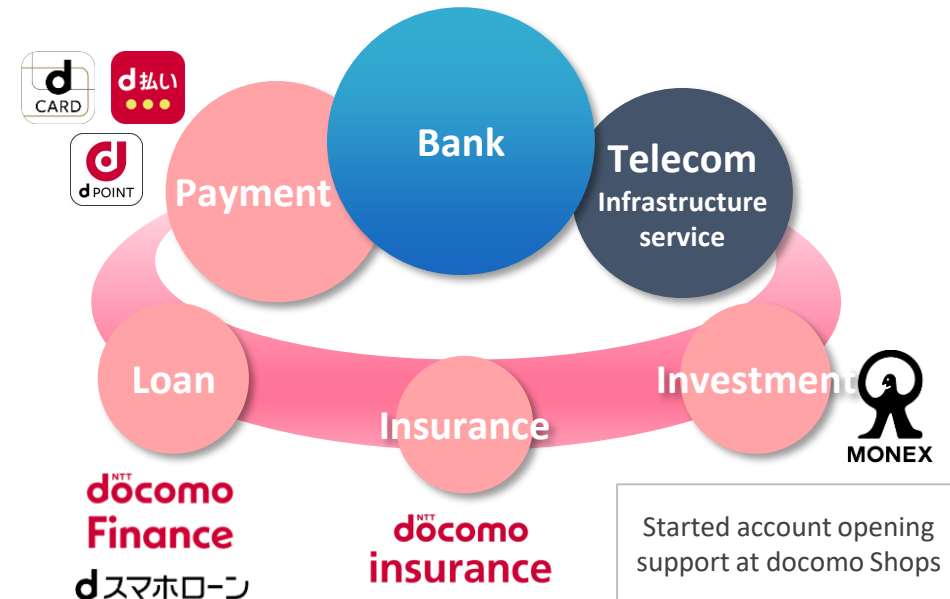 d
CARD
d払い
d
d POINT
Payment
Bank
Telecom
Infrastructure
service
Loan
Insurance
Investment
MONEX
NTT
docomo
Finance
dスマホローン
NTT
docomo
insurance
Started account opening
support at docomo Shops